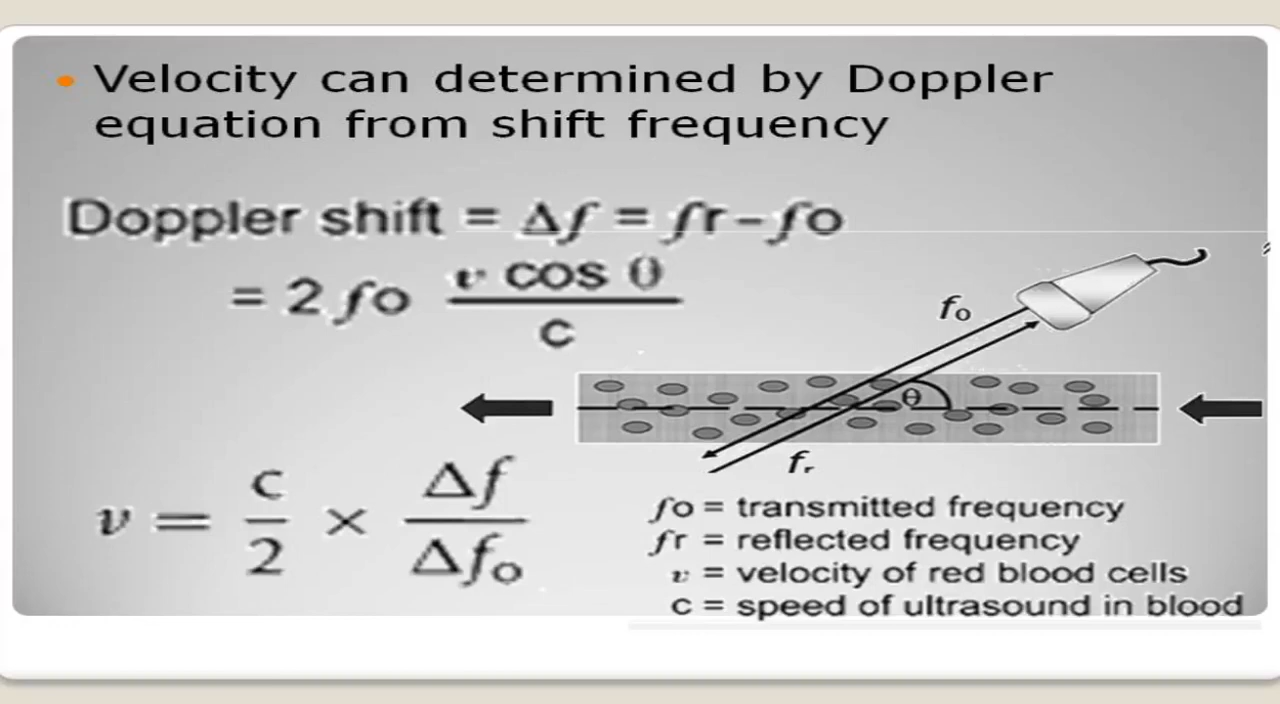 Velocity can determined by Doppler
equation from shift frequency
Doppler shift = Δf = fr – fo
= 2 fo v cos θ / c
fo
θ
fr
v = c/2 × Δf/Δfo
fo = transmitted frequency
fr = reflected frequency
v = velocity of red blood cells
c = speed of ultrasound in blood